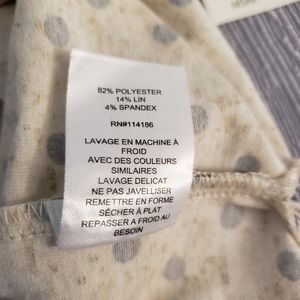 82% POLYESTER
14% LIN
4% SPANDEX
RN#114186
LAVAGE EN MACHINE À
FROID
AVEC DES COULEURS
SIMILAIRES
LAVAGE DELICAT
NE PAS JAVELLISER
REMETTRE EN FORME
SÉCHER À PLAT
REPASSER A FROID AU
BESOIN